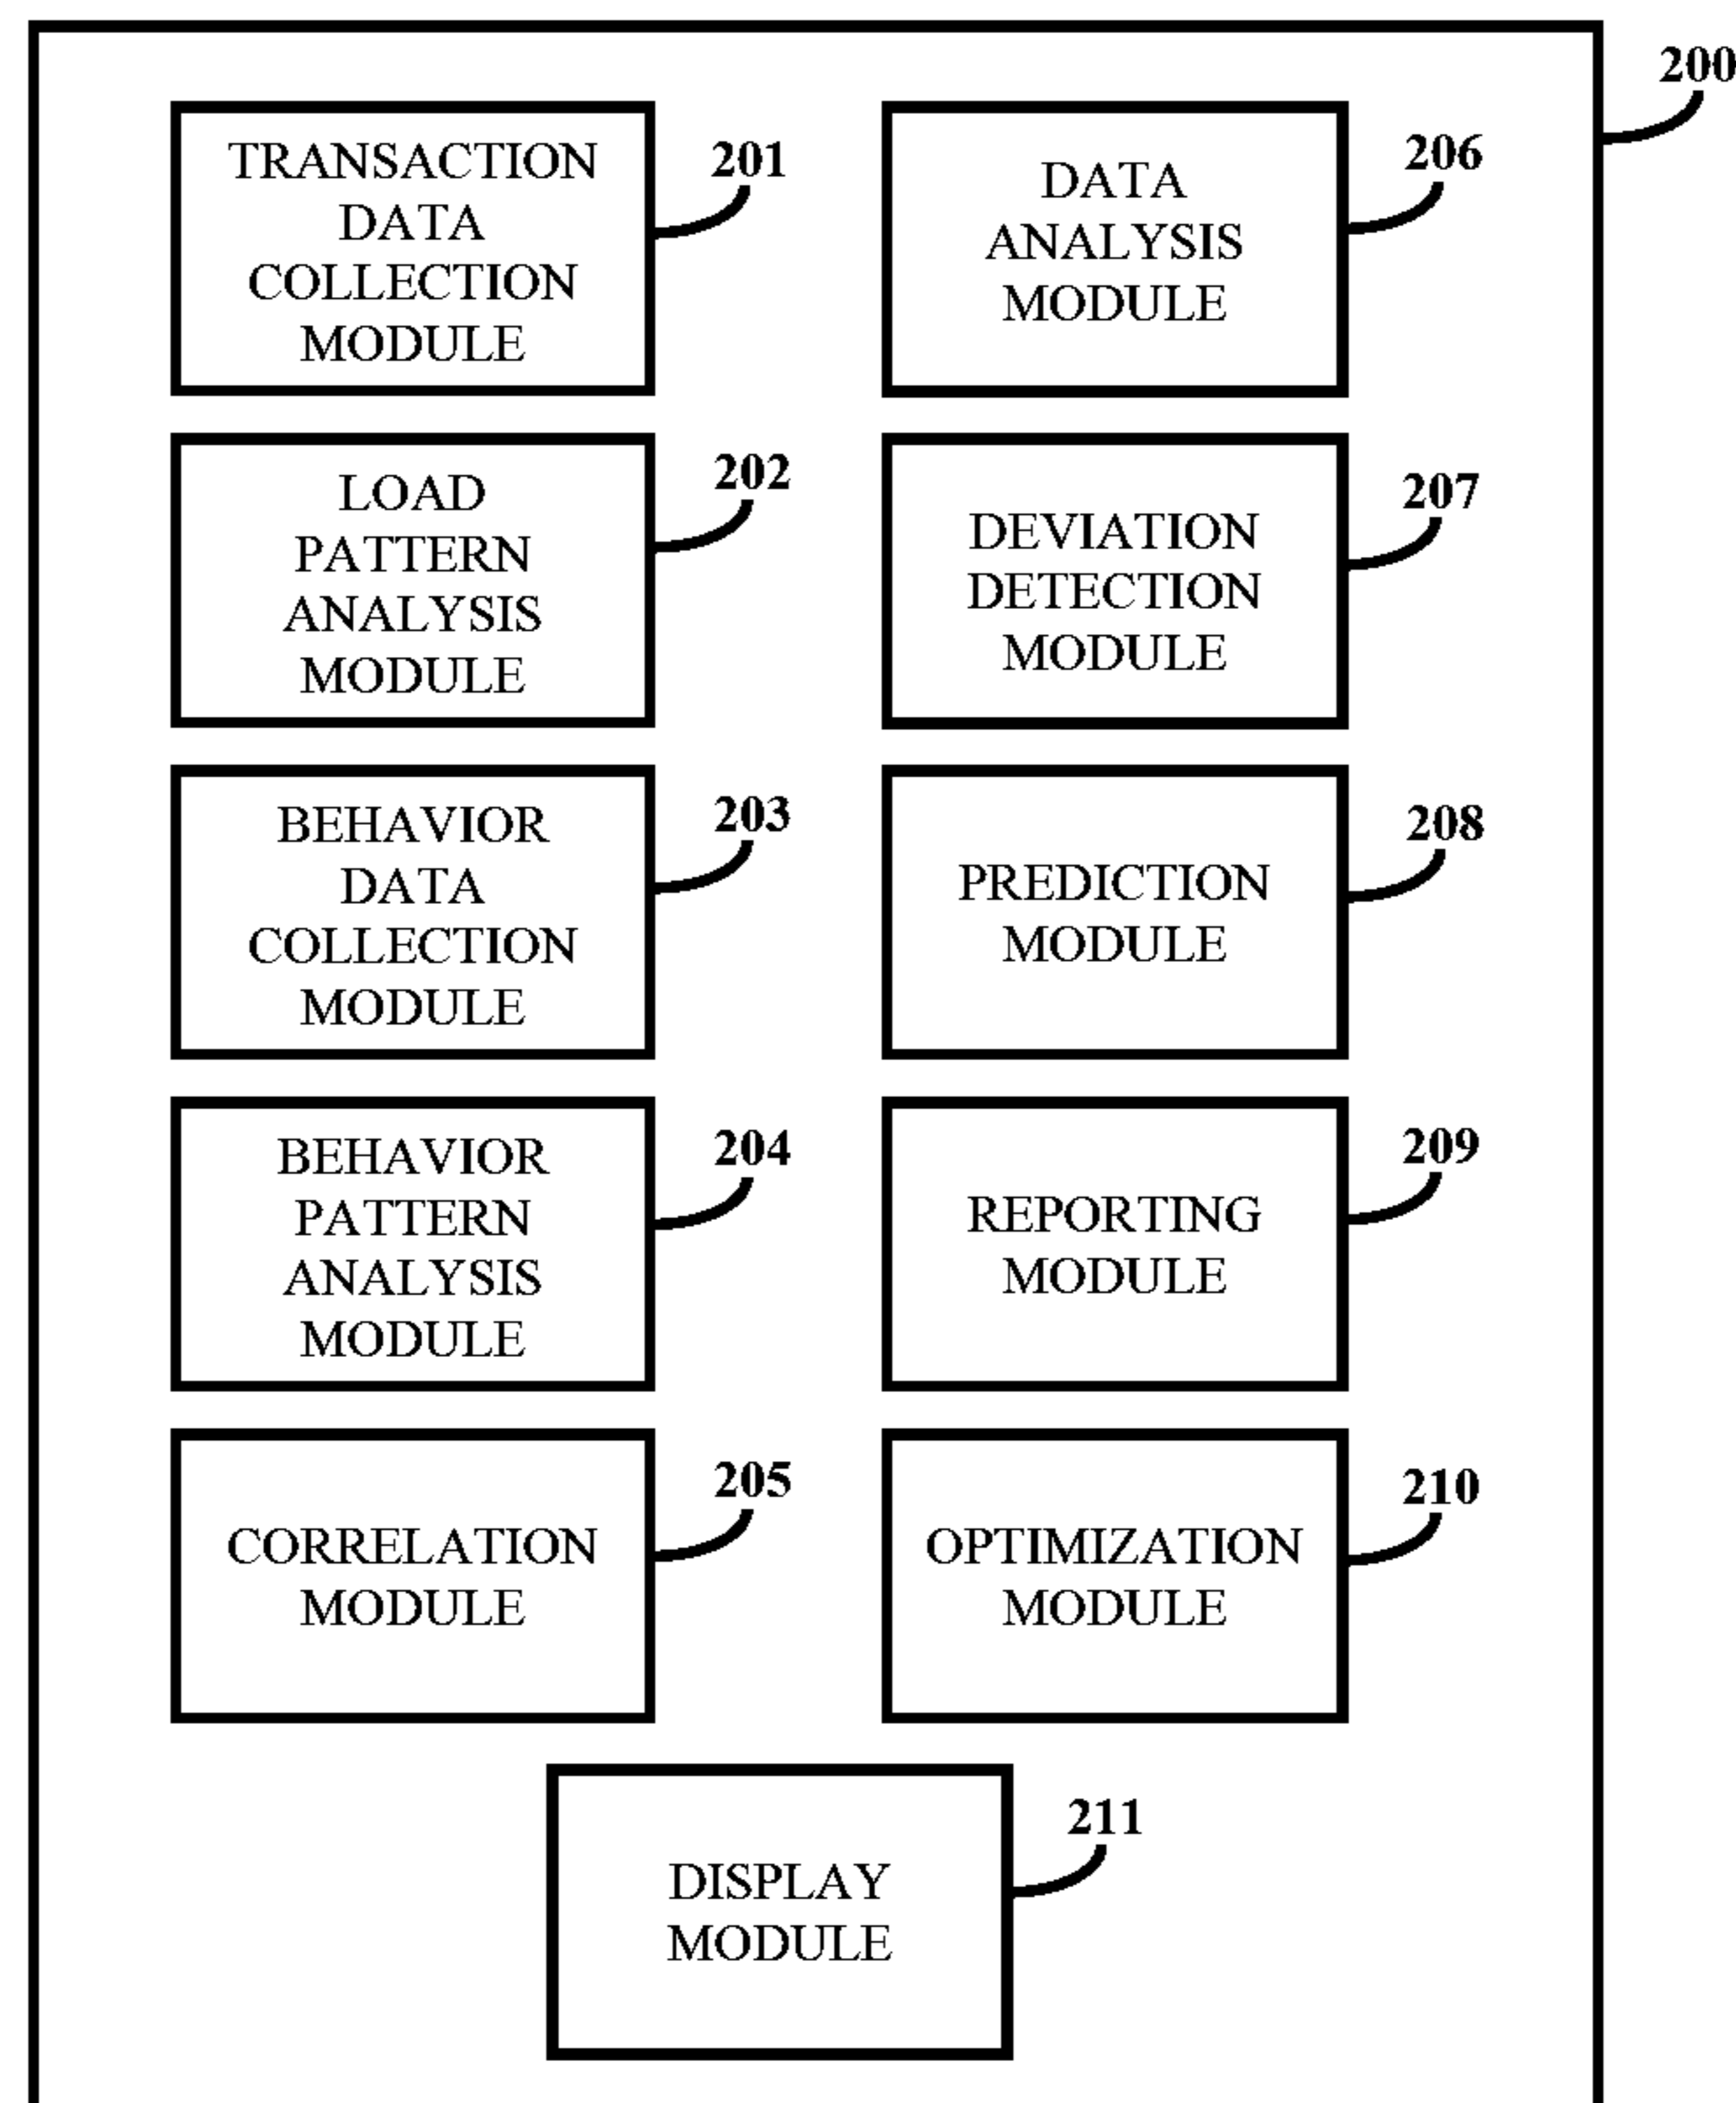 200
TRANSACTION
DATA
COLLECTION
MODULE
201
LOAD
PATTERN
ANALYSIS
MODULE
202
BEHAVIOR
DATA
COLLECTION
MODULE
203
BEHAVIOR
PATTERN
ANALYSIS
MODULE
204
CORRELATION
MODULE
205
DATA
ANALYSIS
MODULE
206
DEVIATION
DETECTION
MODULE
207
PREDICTION
MODULE
208
REPORTING
MODULE
209
OPTIMIZATION
MODULE
210
DISPLAY
MODULE
211